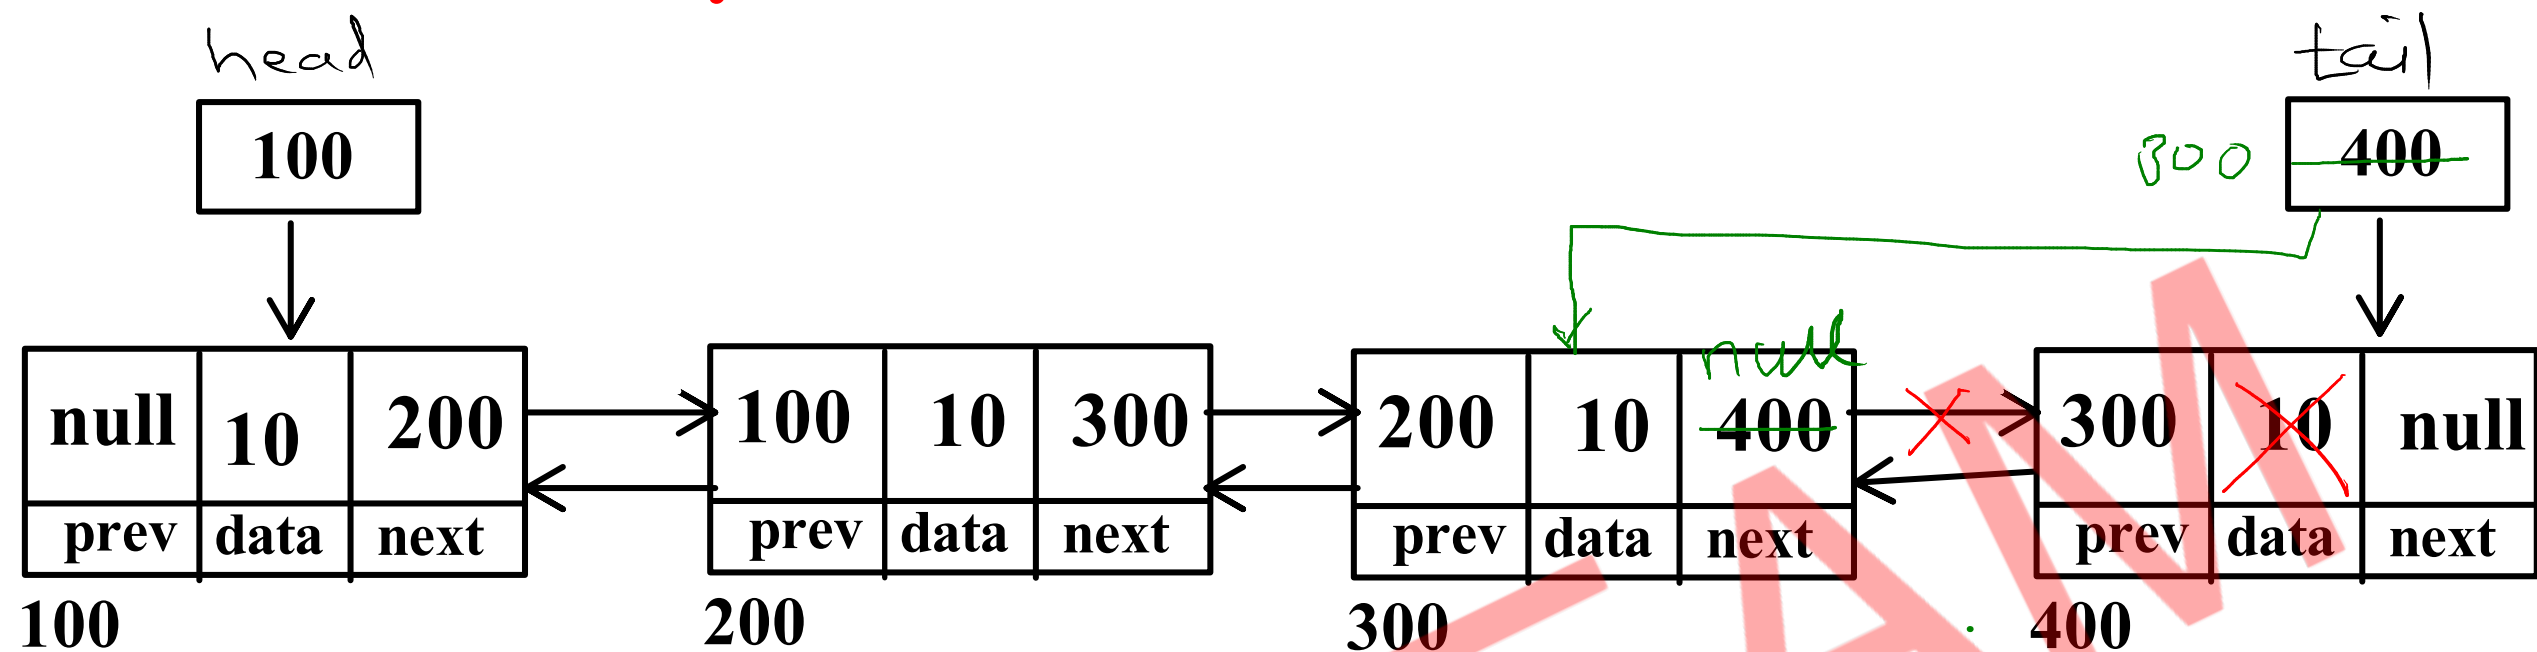 head tail
100 300 400
null
null 10 200 100 10 300 200 10 400 300 10 null
prev data next prev data next prev data next prev data next
100 200 300 400